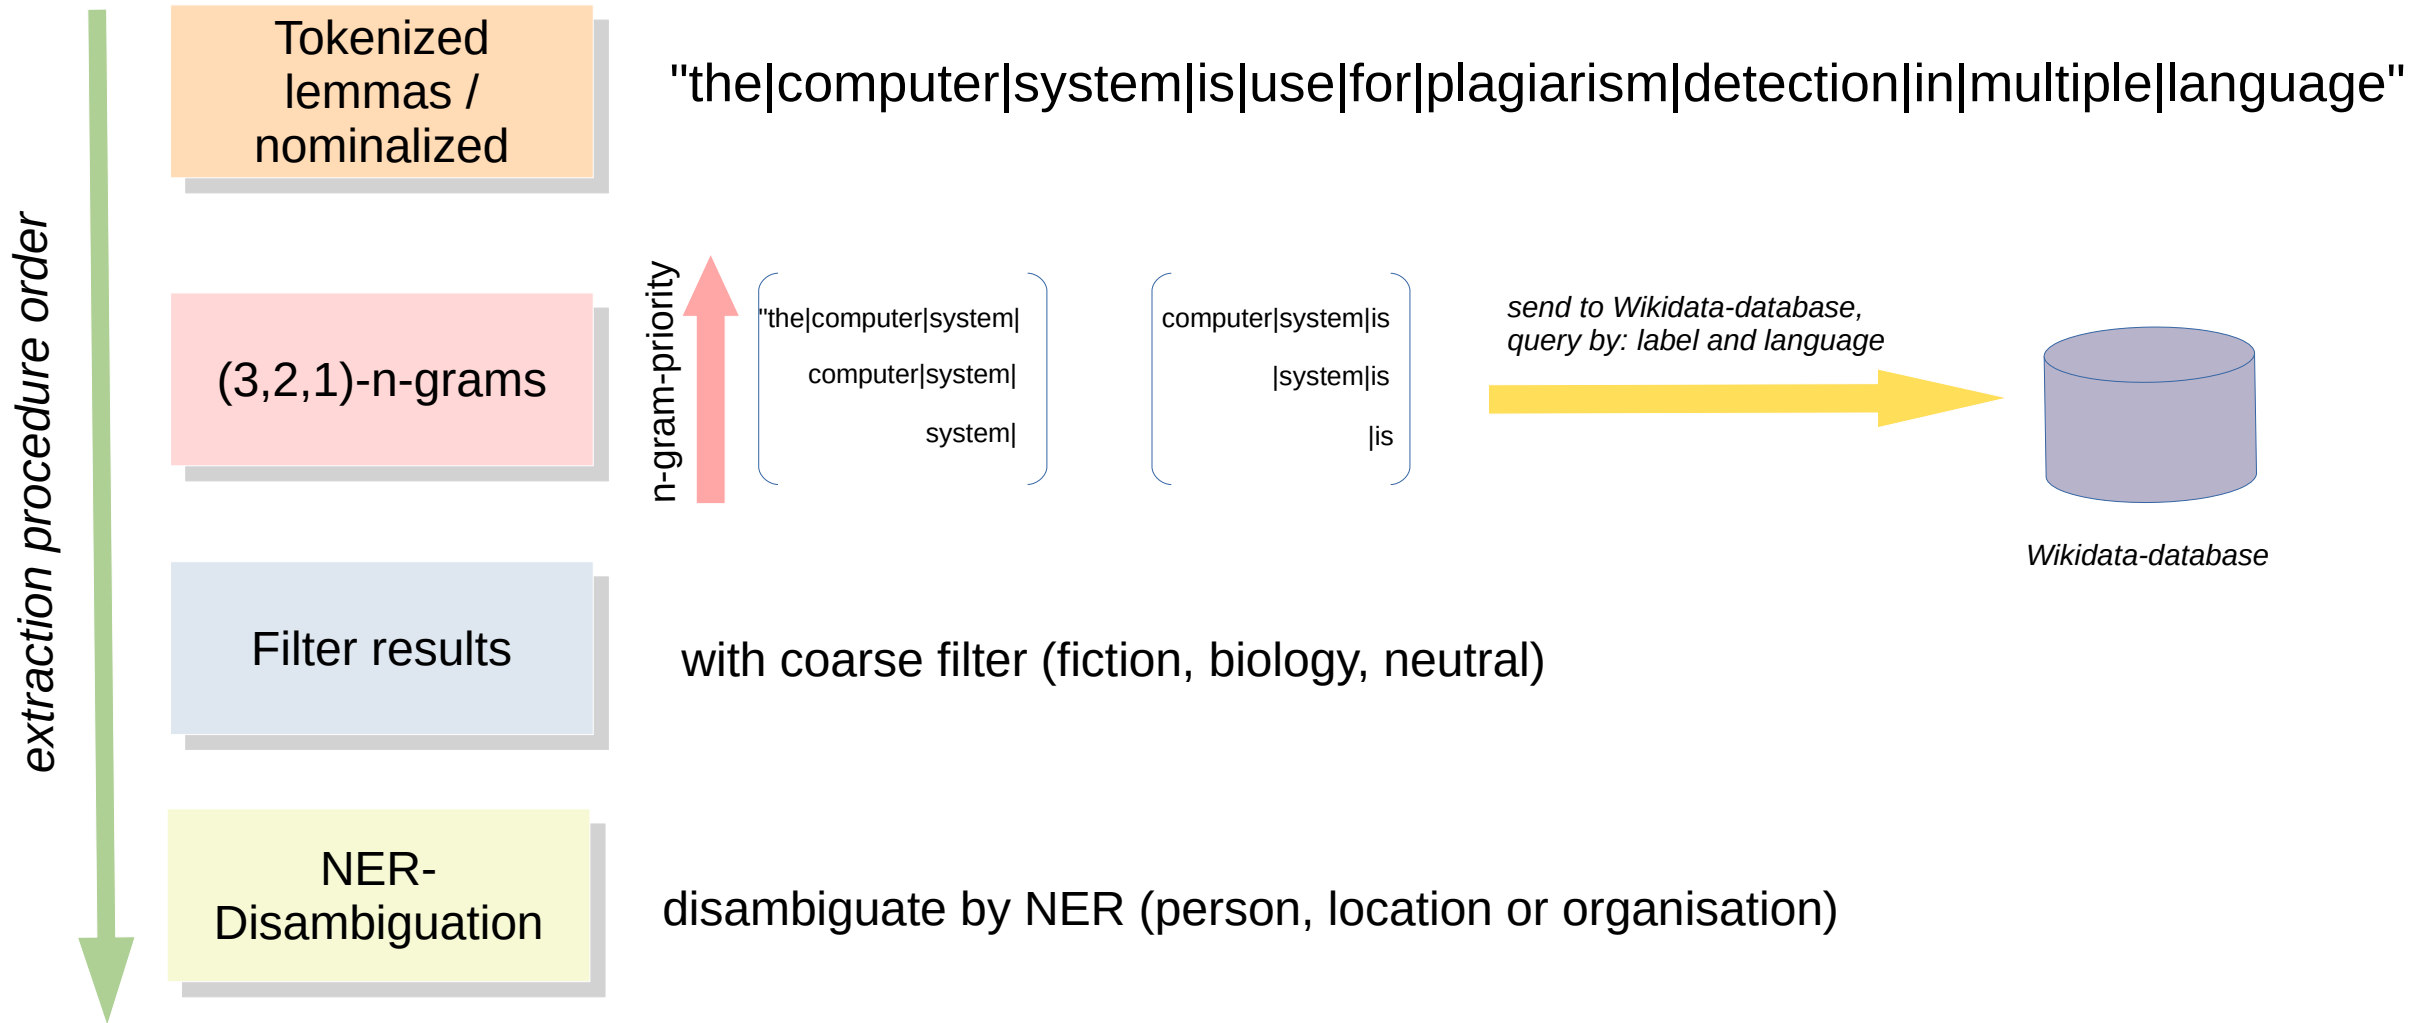 extraction procedure order
Tokenized
lemmas /
nominalized
"the|computer|system|is|use|for|plagiarism|detection|in|multiple|language"
(3,2,1)-n-grams
n-gram-priority
"the|computer|system|
computer|system|
system|
computer|system|is
|system|is
|is
send to Wikidata-database,
query by: label and language
Wikidata-database
Filter results
with coarse filter (fiction, biology, neutral)
NER-
Disambiguation
disambiguate by NER (person, location or organisation)